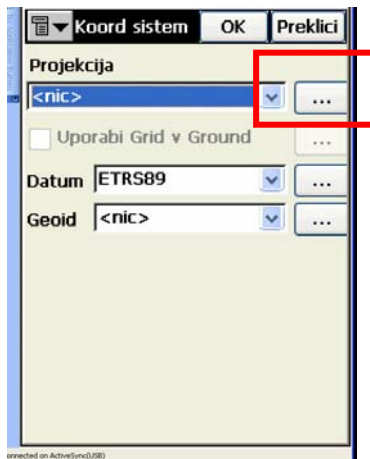 Koord sistem OK Preklici
Projekcija
<nic> ...
Uporabi Grid v Ground ...
Datum ETRS89 ...
Geoid <nic> ...
onnected on ActiveSync(USB)